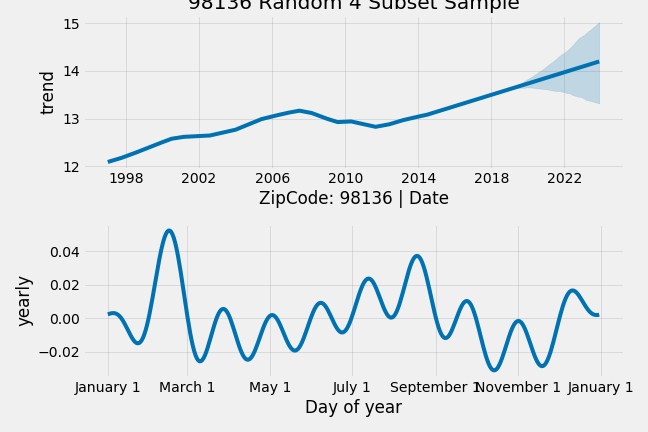 98136 Random 4 Subset Sample
15
14
13
12
trend
1998 2002 2006 2010 2014 2018 2022
ZipCode: 98136 | Date
0.04
0.02
0.00
−0.02
yearly
January 1 March 1 May 1 July 1 September 1 November 1 January 1
Day of year